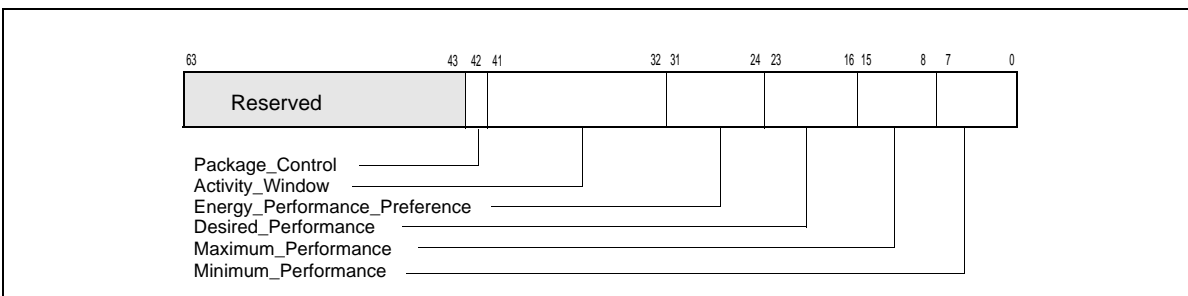 63 43 42 41 32 31 24 23 16 15 8 7 0
Reserved
Package_Control
Activity_Window
Energy_Performance_Preference
Desired_Performance
Maximum_Performance
Minimum_Performance